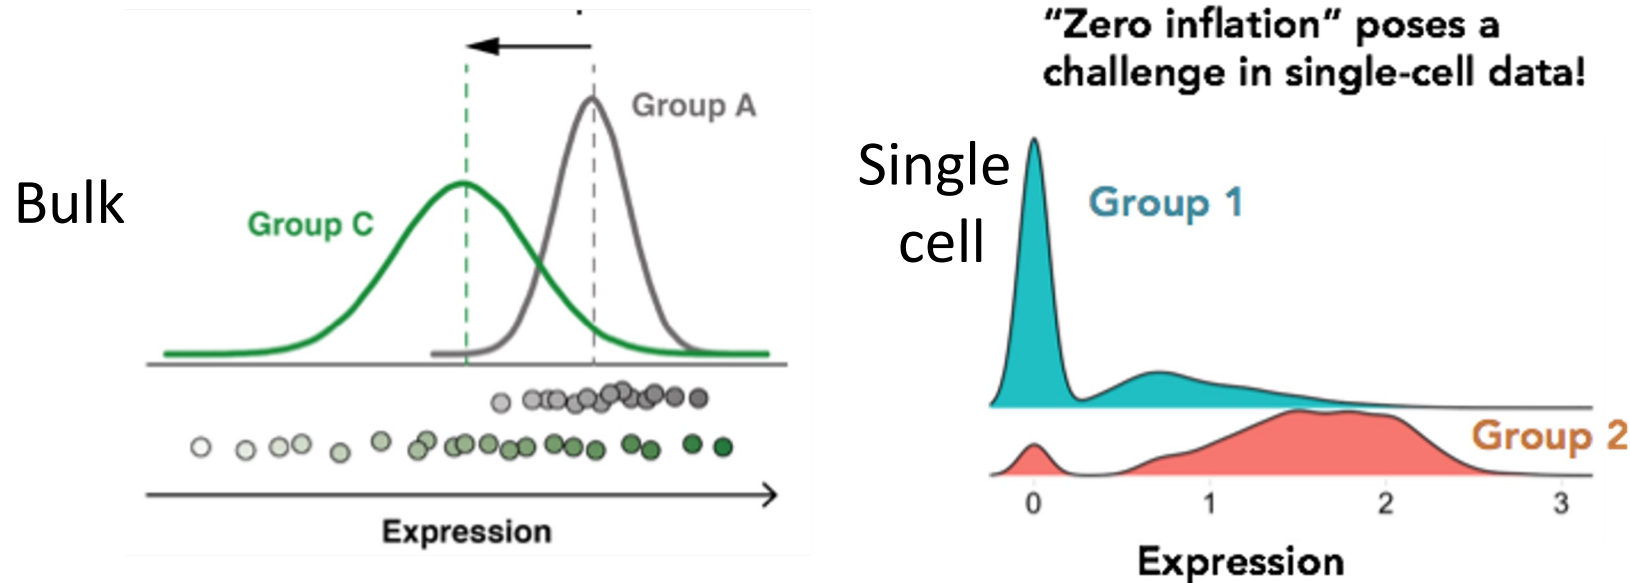 Bulk
Group C
Group A
Expression
“Zero inflation” poses a
challenge in single-cell data!
Single
cell
Group 1
Group 2
0 1 2 3
Expression